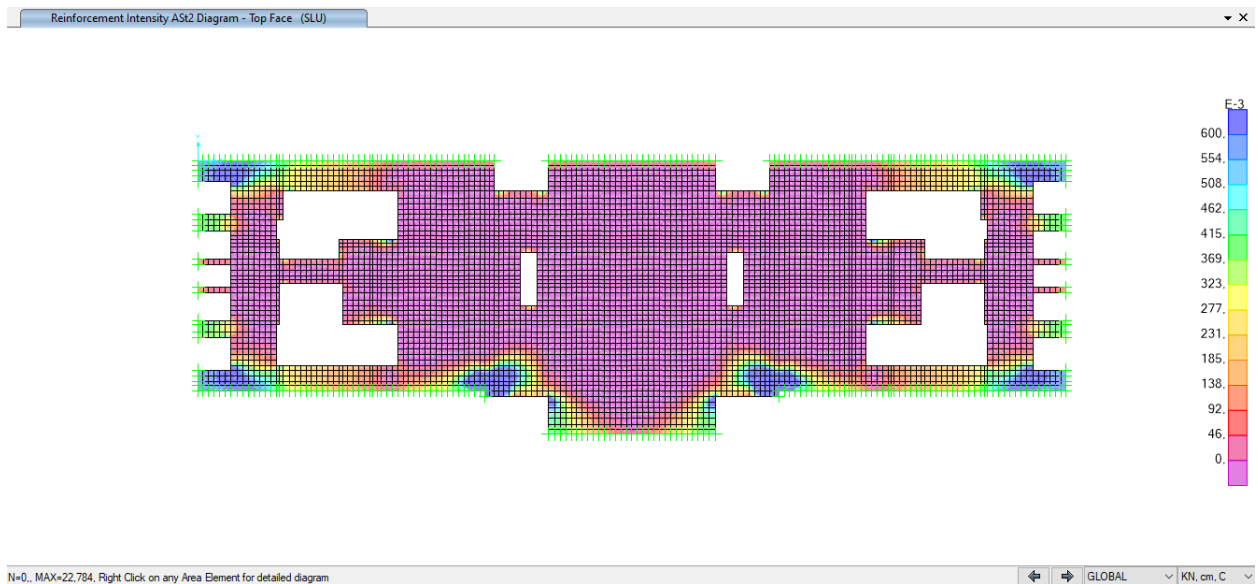 Reinforcement Intensity ASt2 Diagram - Top Face (SLU)
E-3
600,
554,
508,
462,
415,
369,
323,
277,
231,
185,
138,
92,
46,
0,
N=0,, MAX=22,784, Right Click on any Area Element for detailed diagram
GLOBAL
KN, cm, C